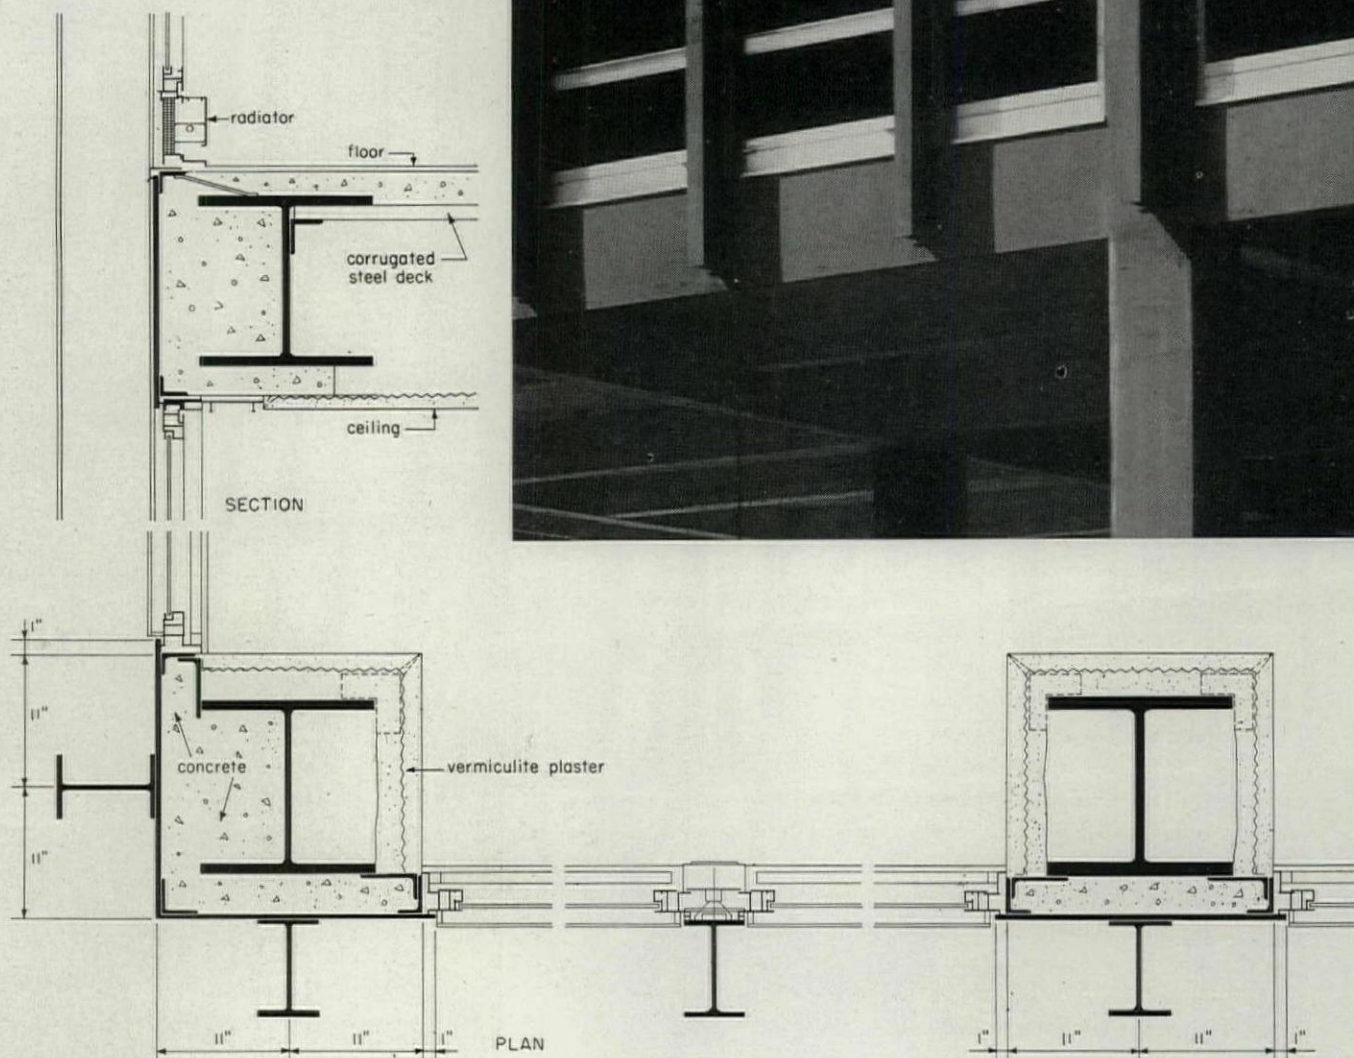 radiator
floor
corrugated
steel deck
ceiling
SECTION
1"
11"
concrete
vermiculite plaster
11"
11"
11"
1"
PLAN
1"
11"
11"
1"